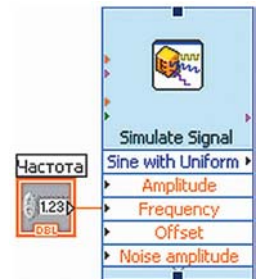 Simulate Signal
Sine with Uniform
Частота
Amplitude
1.23
Frequency
DBL
Offset
Noise amplitude